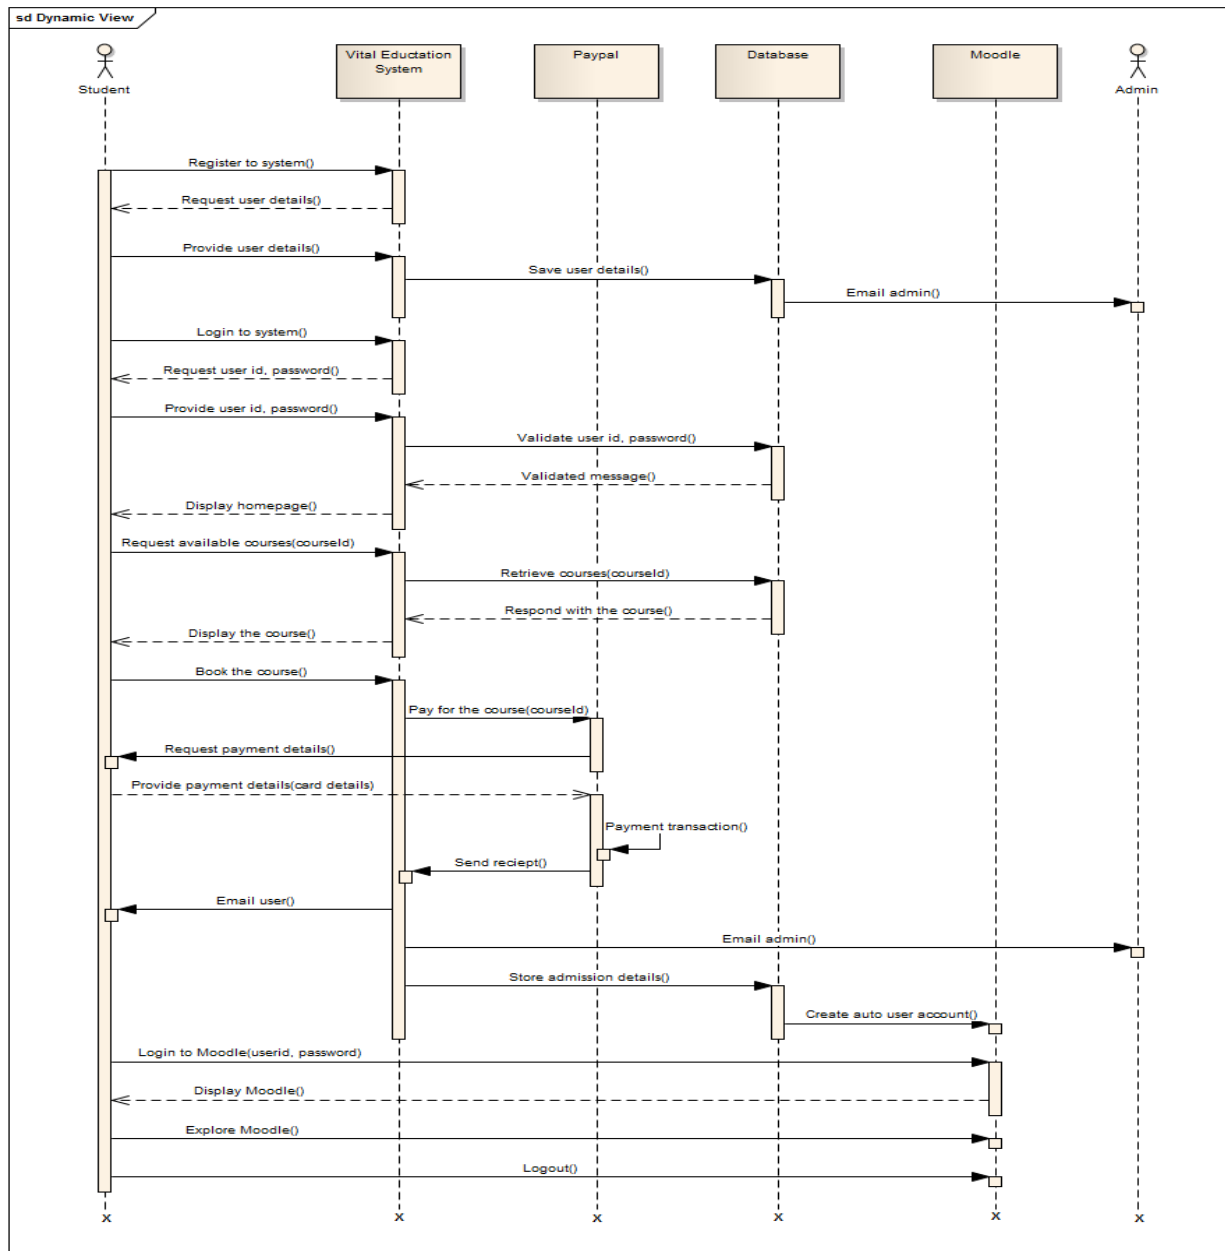 sd Dynamic View
Student
Vital Eductation
System
Paypal
Database
Moodle
Admin
Register to system()
Request user details()
Provide user details()
Save user details()
Email admin()
Login to system()
Request user id, password()
Provide user id, password()
Validate user id, password()
Validated message()
Display homepage()
Request available courses(courseId)
Retrieve courses(courseId)
Respond with the course()
Display the course()
Book the course()
Pay for the course(courseId)
Request payment details()
Provide payment details(card details)
Payment transaction()
Send reciept()
Email user()
Email admin()
Store admission details()
Create auto user account()
Login to Moodle(userid, password)
Display Moodle()
Explore Moodle()
Logout()